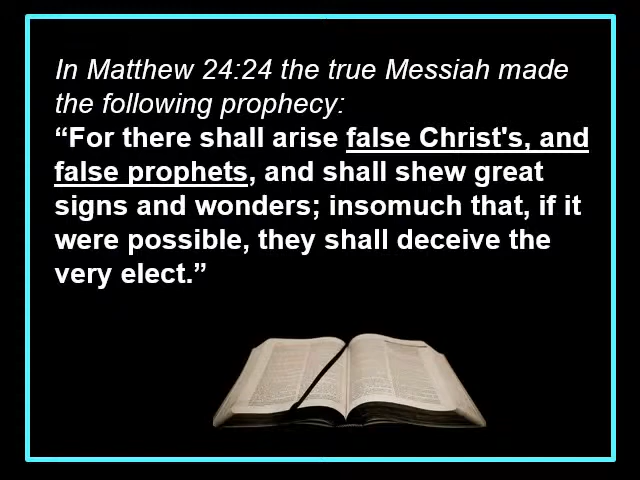 In Matthew 24:24 the true Messiah made
the following prophecy:
“For there shall arise false Christ's, and
false prophets, and shall shew great
signs and wonders; insomuch that, if it
were possible, they shall deceive the
very elect.”